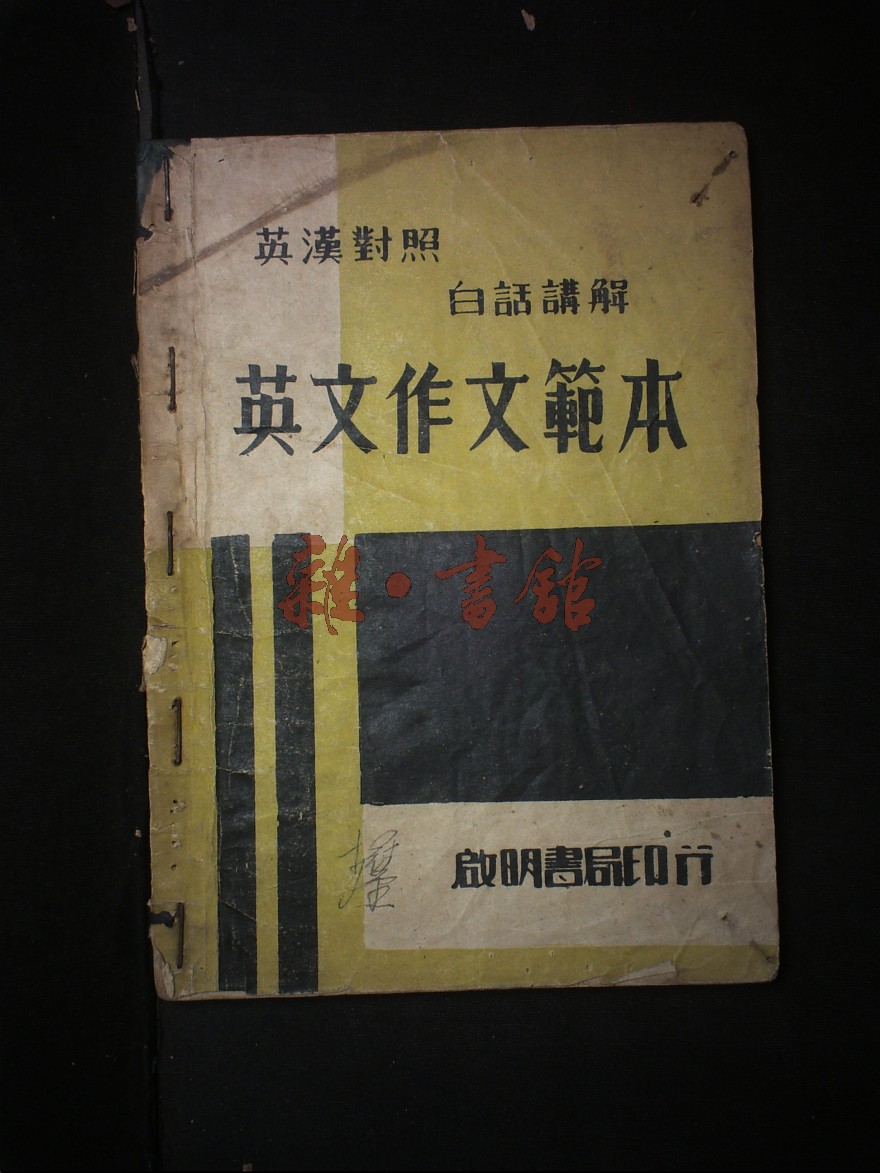 英漢對照
白話講解
英文作文範本
雜·書館
啟明書局印行